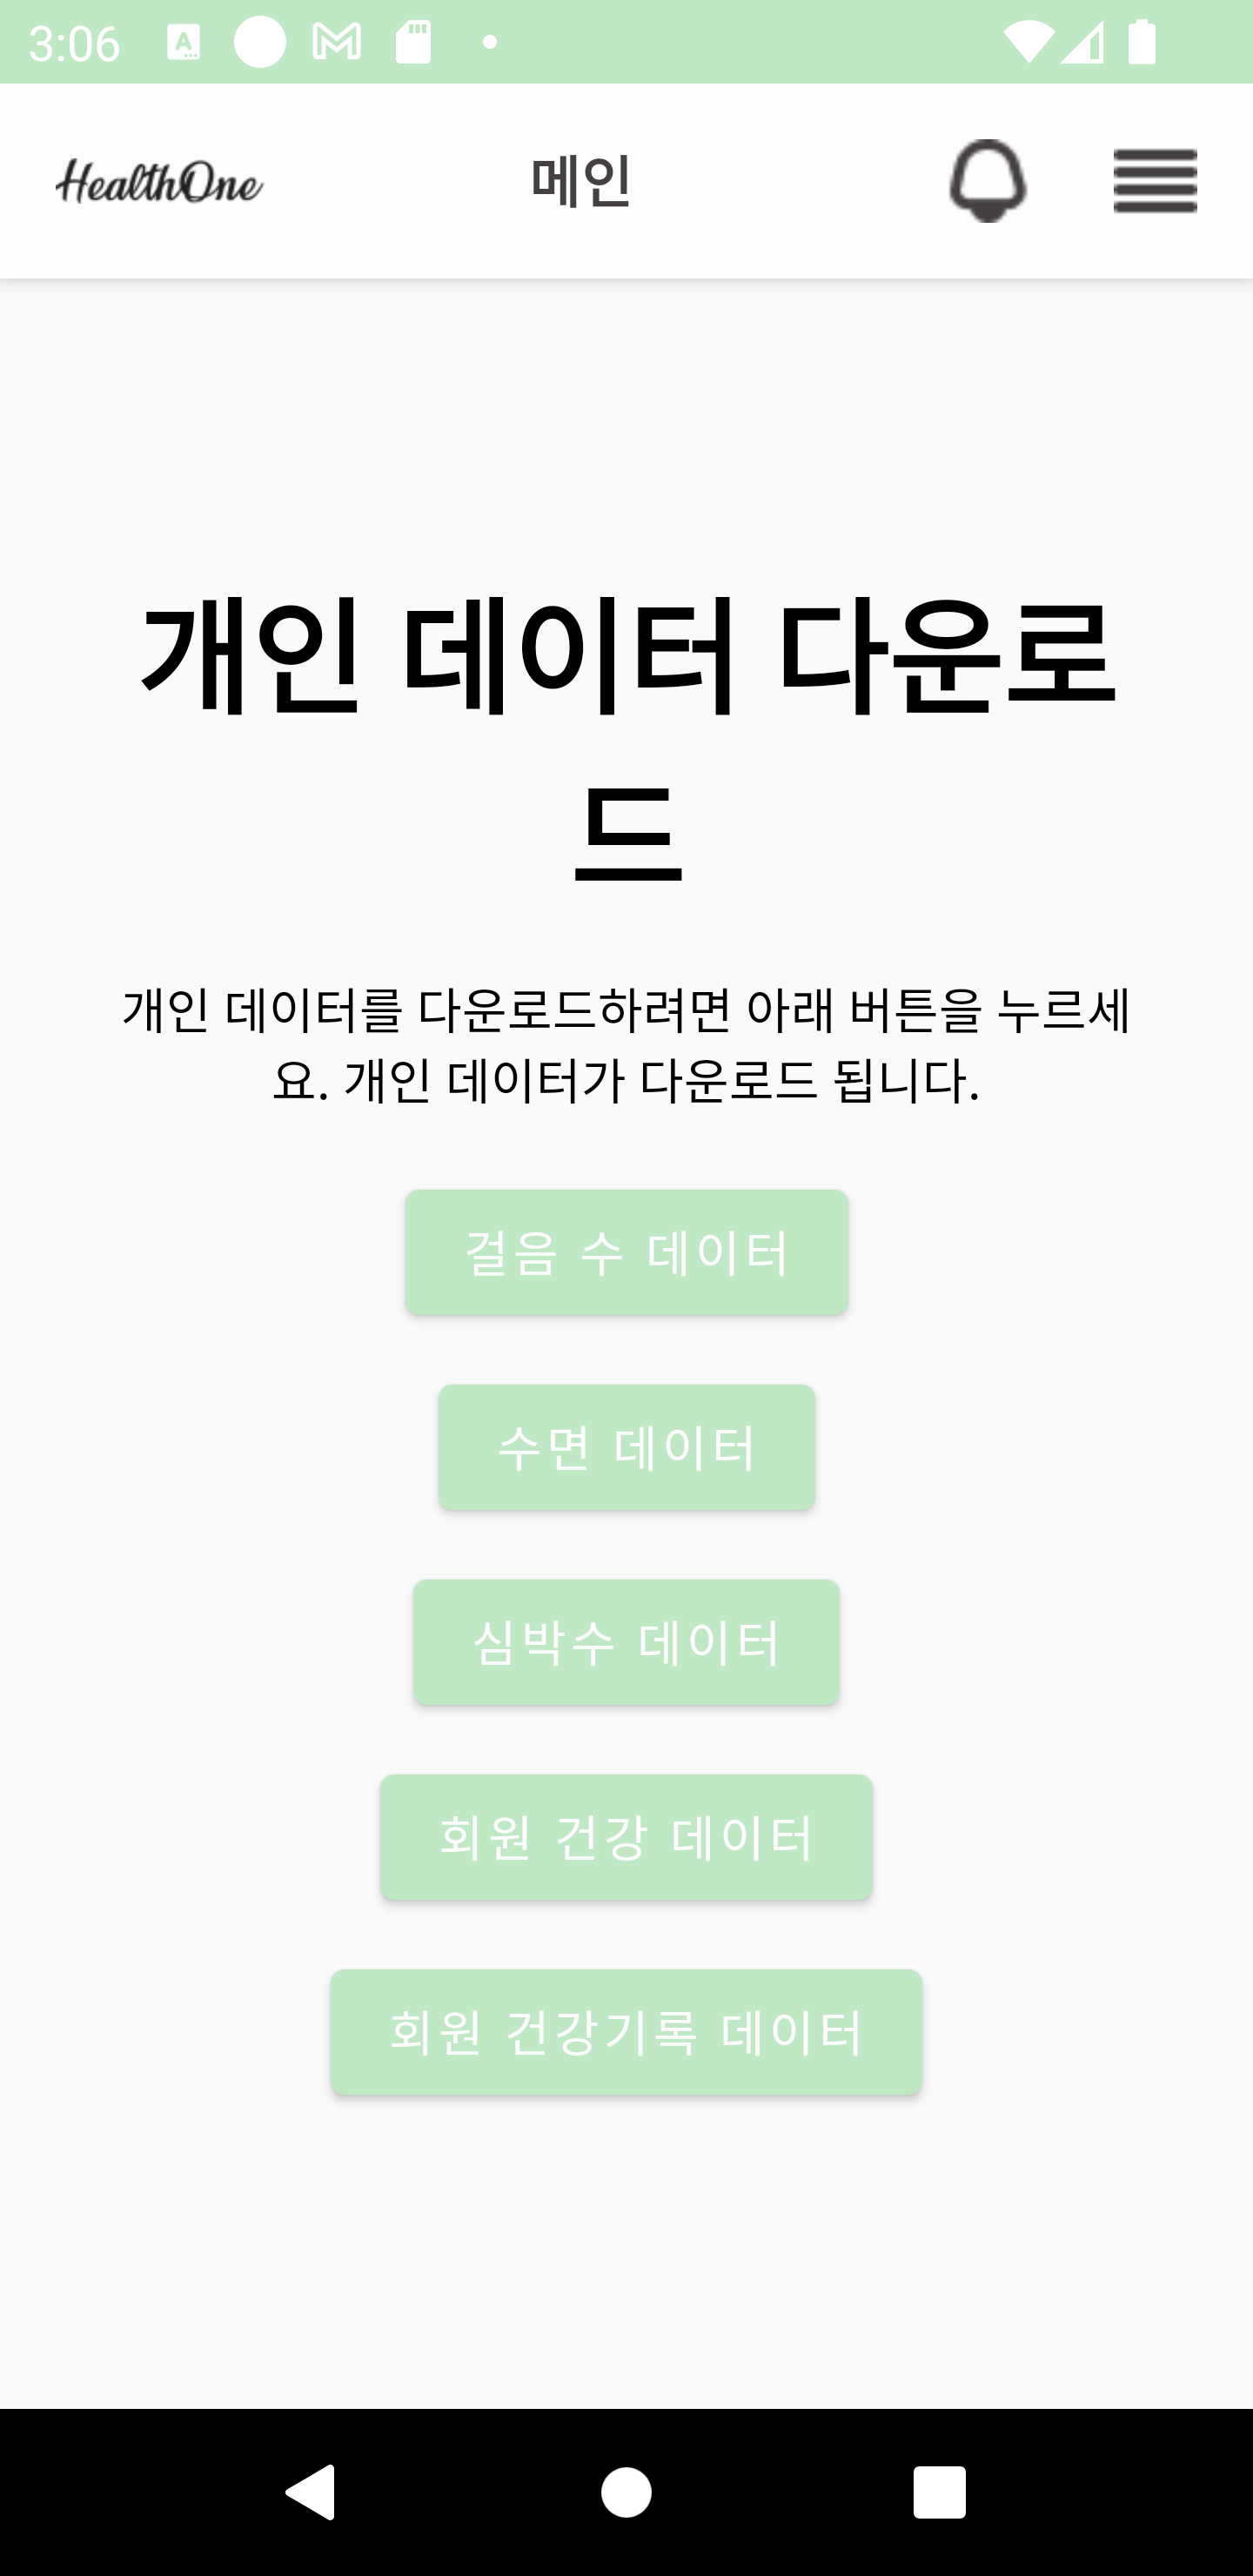 3:06
HealthOne
메인
개인 데이터 다운로
드
개인 데이터를 다운로드하려면 아래 버튼을 누르세
요. 개인 데이터가 다운로드 됩니다.
걸음 수 데이터
수면 데이터
심박수 데이터
회원 건강 데이터
회원 건강기록 데이터